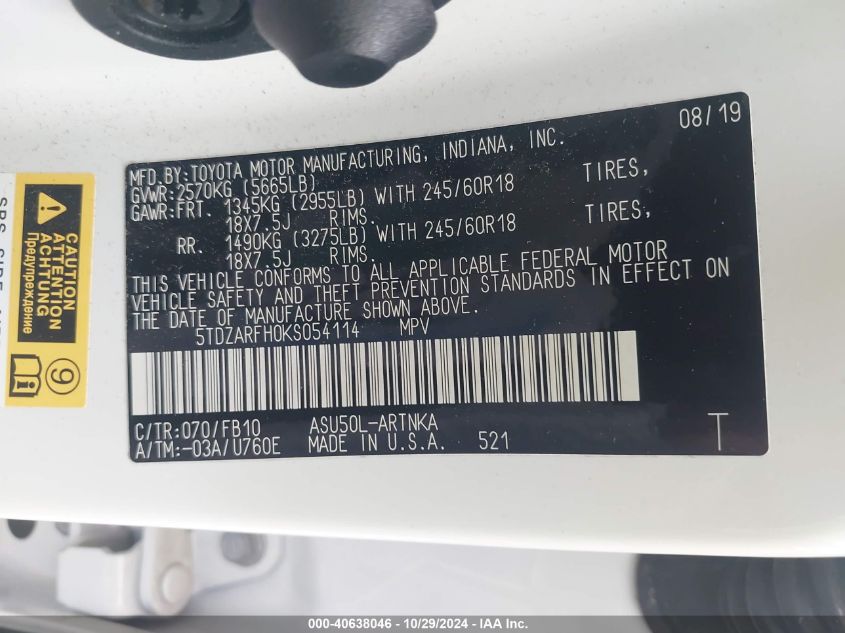 08/19
MFD.BY:TOYOTA MOTOR MANUFACTURING, INDIANA, INC.
GVWR:2570KG (5665LB)
GAWR:FRT. 1345KG (2955LB) WITH 245/60R18 TIRES,
18X7.5J RIMS.
RR. 1490KG (3275LB) WITH 245/60R18 TIRES,
18X7.5J RIMS.
THIS VEHICLE CONFORMS TO ALL APPLICABLE FEDERAL MOTOR
VEHICLE SAFETY AND THEFT PREVENTION STANDARDS IN EFFECT ON
THE DATE OF MANUFACTURE SHOWN ABOVE.
5TDZARFH0KS054114 MPV
C/TR:070/FB10 ASU50L-ARTNKA
A/TM:-03A/U760E MADE IN U.S.A. 521
T
CAUTION
ATTENTION
Предупреждение
9
000-40638046 - 10/29/2024 - IAA Inc.